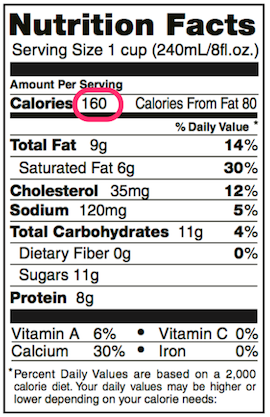 Nutrition Facts
Serving Size 1 cup (240mL/8fl.oz.)
Amount Per Serving
Calories 160 Calories From Fat 80
% Daily Value *
Total Fat 9g 14%
Saturated Fat 6g 30%
Cholesterol 35mg 12%
Sodium 120mg 5%
Total Carbohydrates 11g 4%
Dietary Fiber 0g 0%
Sugars 11g
Protein 8g
Vitamin A 6% • Vitamin C 0%
Calcium 30% • Iron 0%
*Percent Daily Values are based on a 2,000
calorie diet. Your daily values may be higher or
lower depending on your calorie needs: